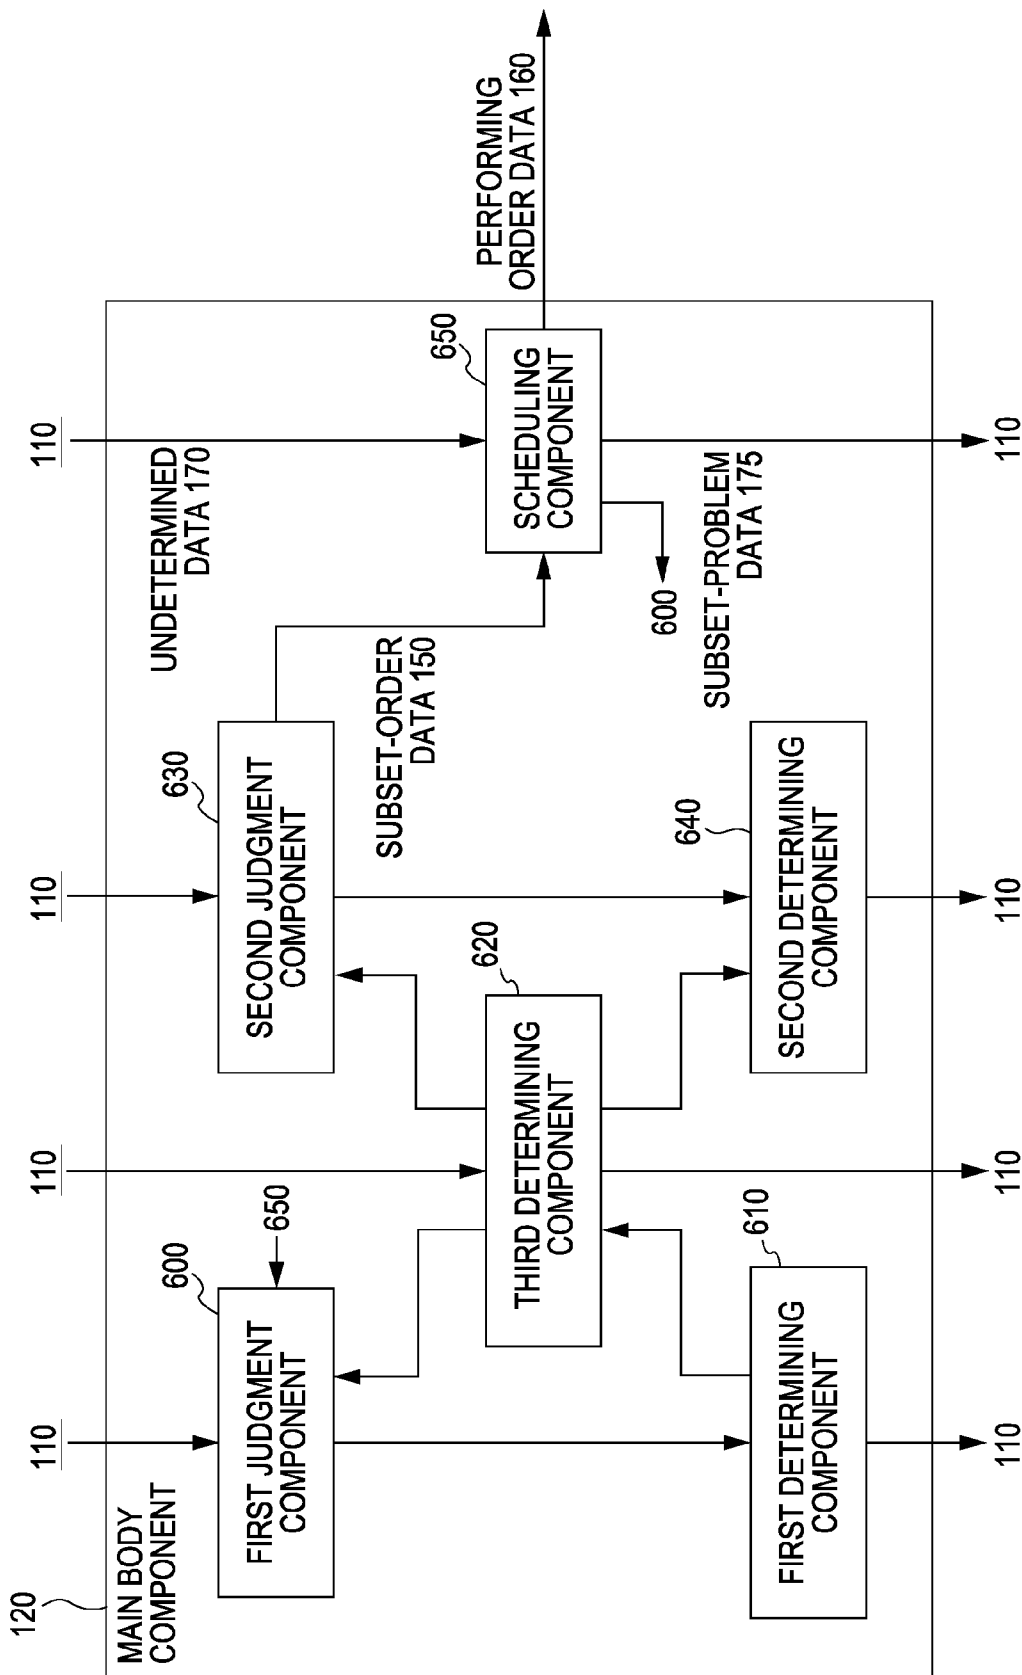 120
MAIN BODY
COMPONENT
110
110
110
110
600
650
FIRST JUDGMENT
COMPONENT
630
SECOND JUDGMENT
COMPONENT
UNDETERMINED
DATA 170
SUBSET-ORDER
DATA 150
620
THIRD DETERMINING
COMPONENT
650
SCHEDULING
COMPONENT
PERFORMING
ORDER DATA 160
600
SUBSET-PROBLEM
DATA 175
610
FIRST DETERMINING
COMPONENT
640
SECOND DETERMINING
COMPONENT
110
110
110
110